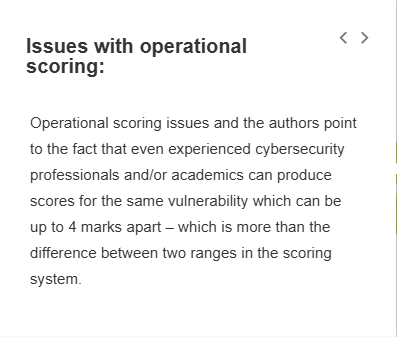 Issues with operational
scoring:
Operational scoring issues and the authors point
to the fact that even experienced cybersecurity
professionals and/or academics can produce
scores for the same vulnerability which can be
up to 4 marks apart – which is more than the
difference between two ranges in the scoring
system.